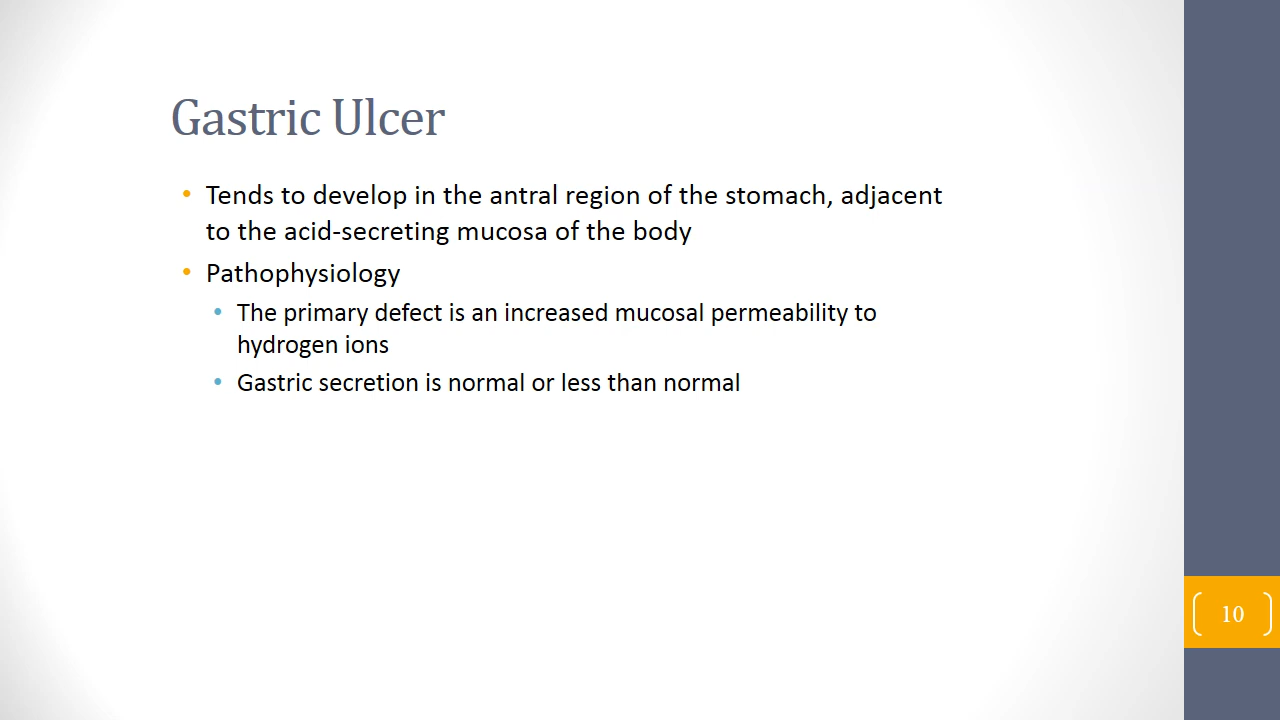 Gastric Ulcer
• Tends to develop in the antral region of the stomach, adjacent
to the acid-secreting mucosa of the body
• Pathophysiology
• The primary defect is an increased mucosal permeability to
hydrogen ions
• Gastric secretion is normal or less than normal
10